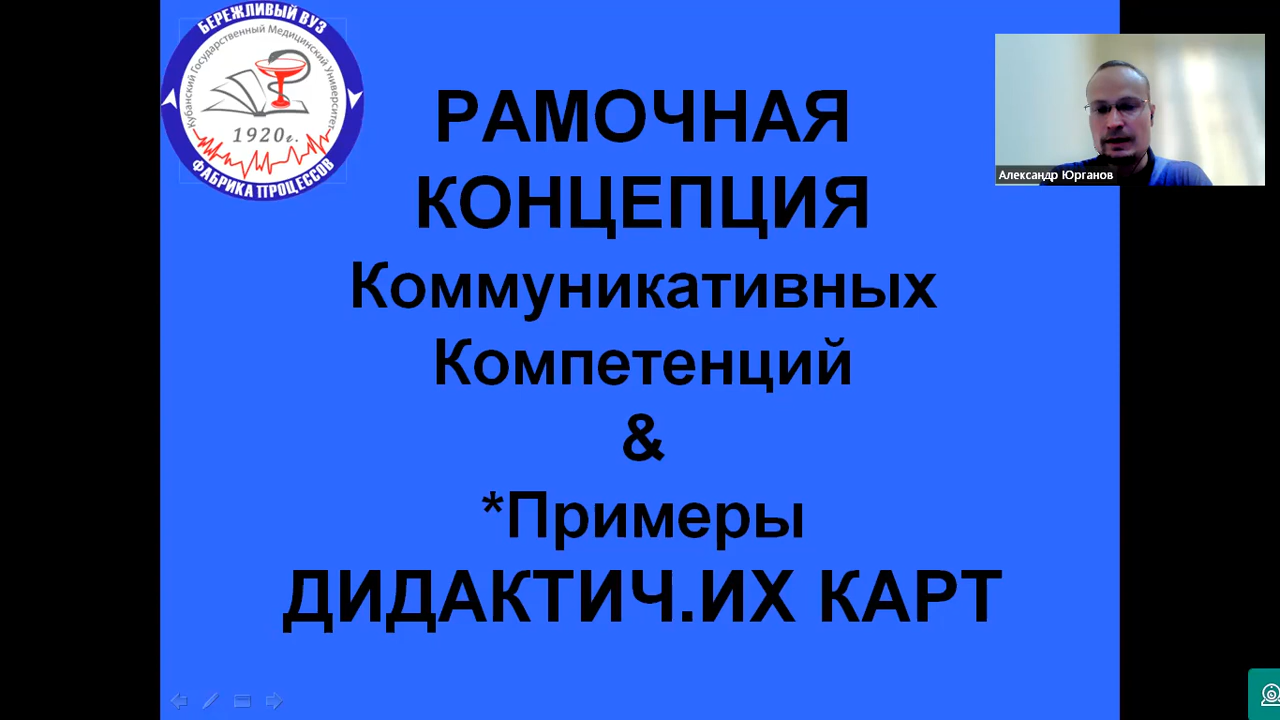 БЕРЕЖЛИВЫЙ ВУЗ
Кубанский Государственный Медицинский Университет
1920г.
ФАБРИКА ПРОЦЕССОВ
РАМОЧНАЯ
КОНЦЕПЦИЯ
Коммуникативных
Компетенций
&
*Примеры
ДИДАКТИЧ.ИХ КАРТ
Александр Юрганов